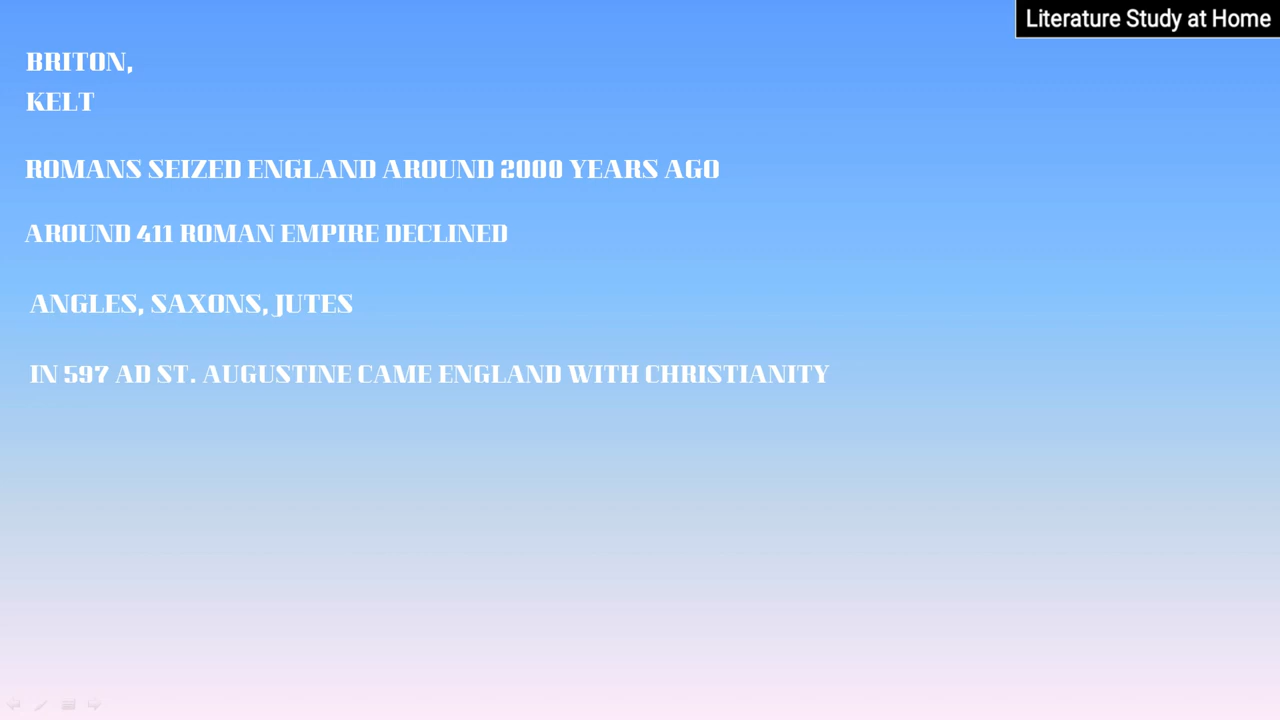 Literature Study at Home
BRITON,
KELT
ROMANS SEIZED ENGLAND AROUND 2000 YEARS AGO
AROUND 411 ROMAN EMPIRE DECLINED
ANGLES, SAXONS, JUTES
IN 597 AD ST. AUGUSTINE CAME ENGLAND WITH CHRISTIANITY